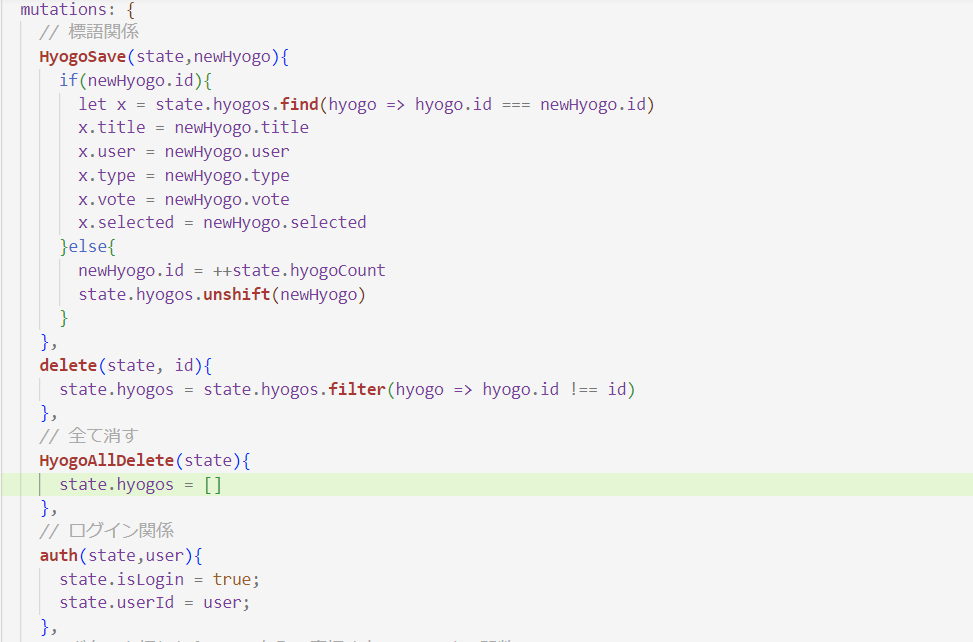 mutations: {
// 標語関係
HyogoSave(state,newHyogo){
if(newHyogo.id){
let x = state.hyogos.find(hyogo => hyogo.id === newHyogo.id)
x.title = newHyogo.title
x.user = newHyogo.user
x.type = newHyogo.type
x.vote = newHyogo.vote
x.selected = newHyogo.selected
}else{
newHyogo.id = ++state.hyogoCount
state.hyogos.unshift(newHyogo)
}
},
delete(state, id){
state.hyogos = state.hyogos.filter(hyogo => hyogo.id !== id)
},
// 全て消す
HyogoAllDelete(state){
state.hyogos = []
},
// ログイン関係
auth(state,user){
state.isLogin = true;
state.userId = user;
},